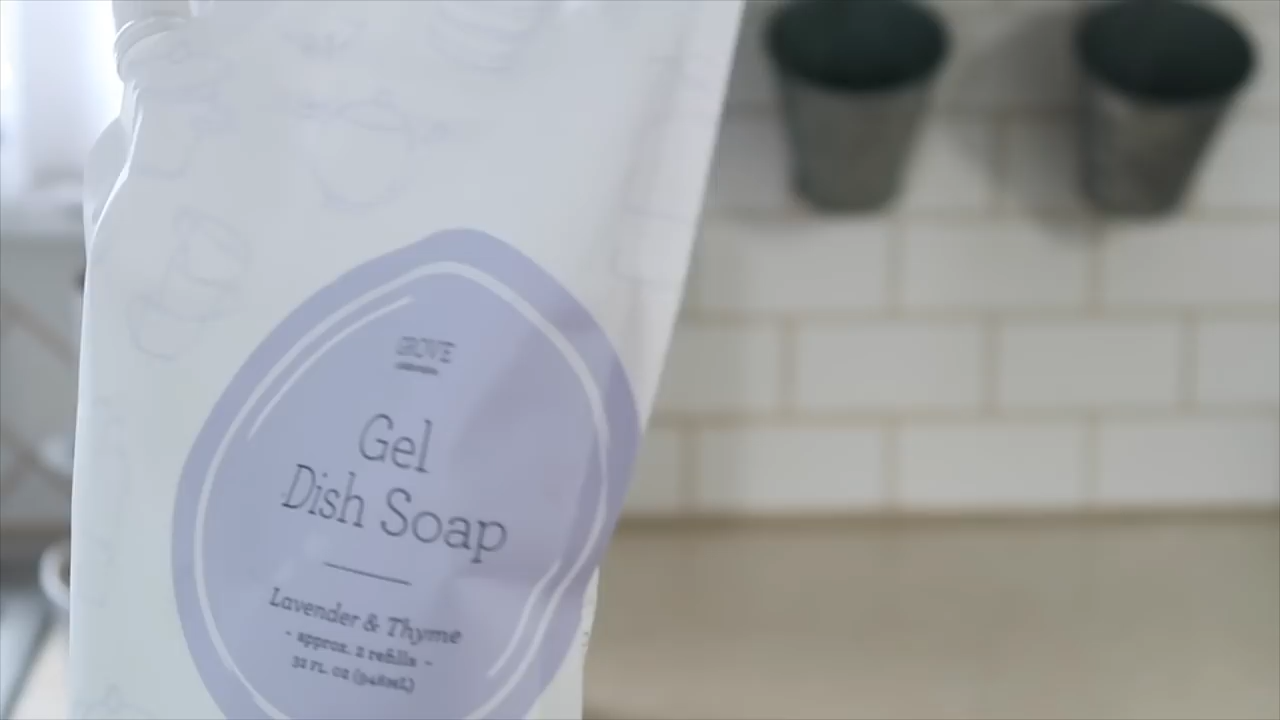 GROVE
Gel
Dish Soap
Lavender & Thyme
- approx. 2 refills -
32 FL. OZ (946mL)